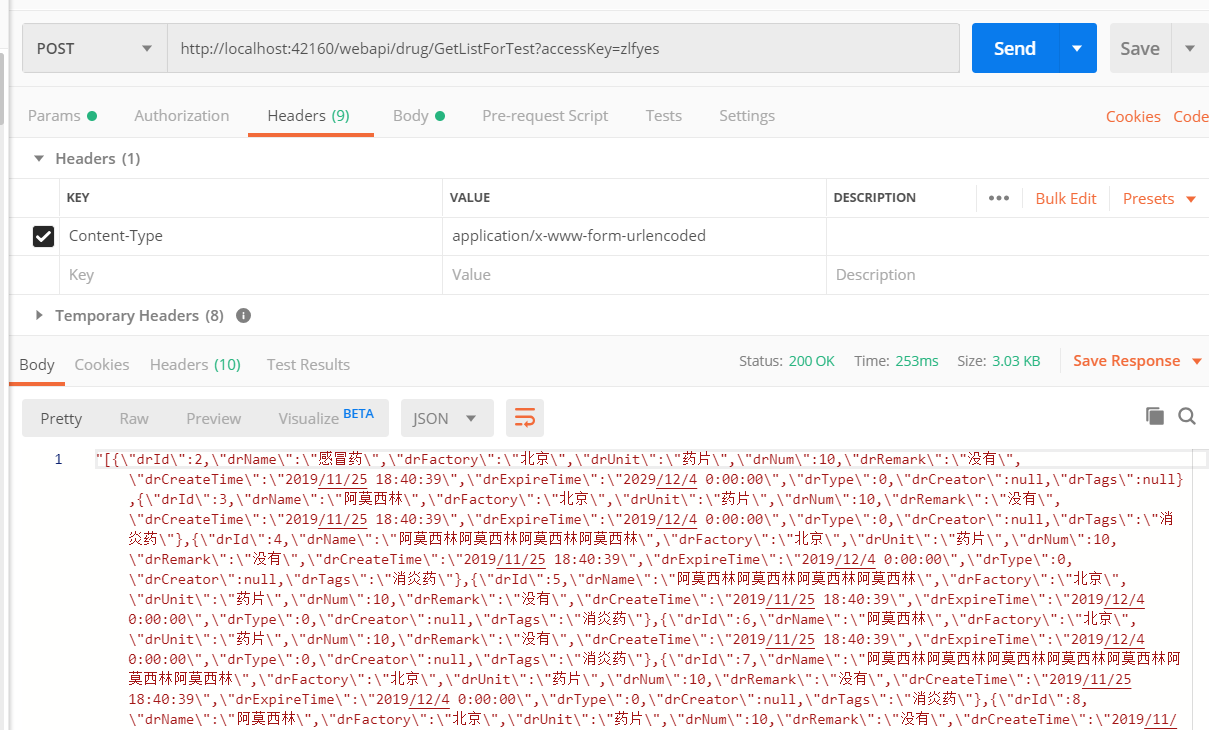 POST http://localhost:42160/webapi/drug/GetListForTest?accessKey=zlfyes Send Save
Params Authorization Headers (9) Body Pre-request Script Tests Settings Cookies Code
Headers (1)
KEY VALUE DESCRIPTION ••• Bulk Edit Presets
Content-Type application/x-www-form-urlencoded
Key Value Description
Temporary Headers (8) i
Body Cookies Headers (10) Test Results Status: 200 OK Time: 253ms Size: 3.03 KB Save Response
Pretty Raw Preview Visualize BETA JSON
1 "[{\"drId\":2,\"drName\":\"感冒药\",\"drFactory\":\"北京\",\"drUnit\":\"药片\",\"drNum\":10,\"drRemark\":\"没有\",
\"drCreateTime\":\"2019/11/25 18:40:39\",\"drExpireTime\":\"2029/12/4 0:00:00\",\"drType\":0,\"drCreator\":null,\"drTags\":null}
,{\"drId\":3,\"drName\":\"阿莫西林\",\"drFactory\":\"北京\",\"drUnit\":\"药片\",\"drNum\":10,\"drRemark\":\"没有\",
\"drCreateTime\":\"2019/11/25 18:40:39\",\"drExpireTime\":\"2019/12/4 0:00:00\",\"drType\":0,\"drCreator\":null,\"drTags\":\"消
炎药\"},{\"drId\":4,\"drName\":\"阿莫西林阿莫西林阿莫西林阿莫西林\",\"drFactory\":\"北京\",\"drUnit\":\"药片\",\"drNum\":10,
\"drRemark\":\"没有\",\"drCreateTime\":\"2019/11/25 18:40:39\",\"drExpireTime\":\"2019/12/4 0:00:00\",\"drType\":0,
\"drCreator\":null,\"drTags\":\"消炎药\"},{\"drId\":5,\"drName\":\"阿莫西林阿莫西林阿莫西林阿莫西林\",\"drFactory\":\"北京\",
\"drUnit\":\"药片\",\"drNum\":10,\"drRemark\":\"没有\",\"drCreateTime\":\"2019/11/25 18:40:39\",\"drExpireTime\":\"2019/12/4
0:00:00\",\"drType\":0,\"drCreator\":null,\"drTags\":\"消炎药\"},{\"drId\":6,\"drName\":\"阿莫西林\",\"drFactory\":\"北京\",
\"drUnit\":\"药片\",\"drNum\":10,\"drRemark\":\"没有\",\"drCreateTime\":\"2019/11/25 18:40:39\",\"drExpireTime\":\"2019/12/4
0:00:00\",\"drType\":0,\"drCreator\":null,\"drTags\":\"消炎药\"},{\"drId\":7,\"drName\":\"阿莫西林阿莫西林阿莫西林阿莫西林阿莫西林阿
莫西林阿莫西林\",\"drFactory\":\"北京\",\"drUnit\":\"药片\",\"drNum\":10,\"drRemark\":\"没有\",\"drCreateTime\":\"2019/11/25
18:40:39\",\"drExpireTime\":\"2019/12/4 0:00:00\",\"drType\":0,\"drCreator\":null,\"drTags\":\"消炎药\"},{\"drId\":8,
\"drName\":\"阿莫西林\",\"drFactory\":\"北京\",\"drUnit\":\"药片\",\"drNum\":10,\"drRemark\":\"没有\",\"drCreateTime\":\"2019/11/